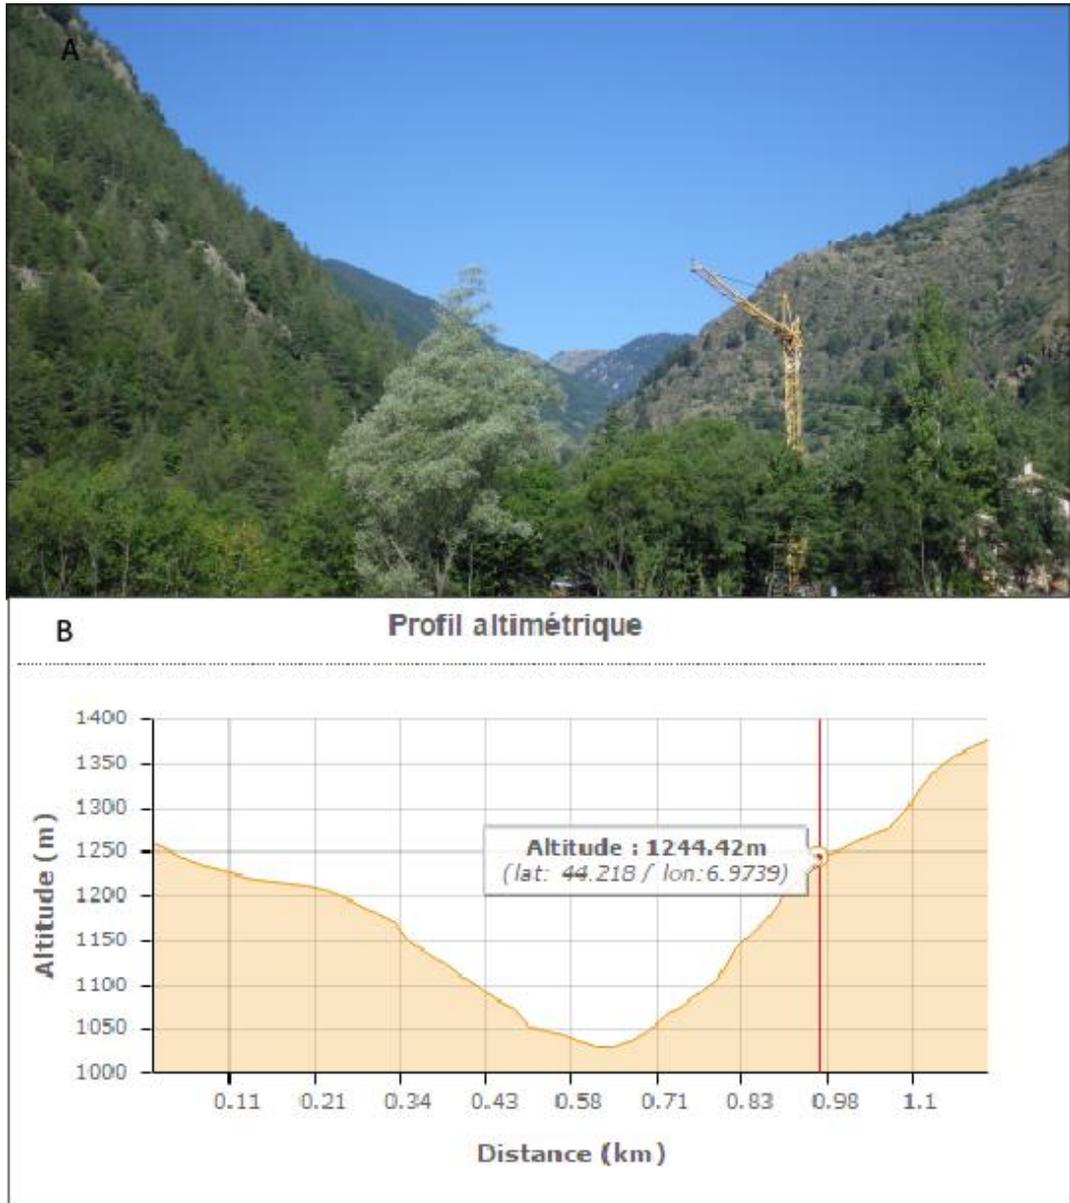 A
B
Profil altimétrique
1400
1350
1300
1250
1200
1150
1100
1050
1000
Altitude (m)
Altitude : 1244.42m
(lat: 44.218 / lon:6.9739)
0.11 0.21 0.34 0.43 0.58 0.71 0.83 0.98 1.1
Distance (km)